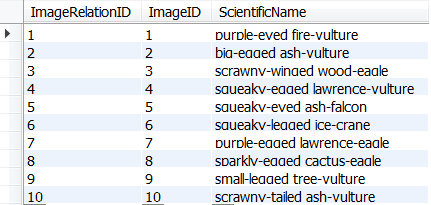 ImageRelationID ImageID ScientificName
1 1 purple-eyed fire-vulture
2 2 big-egged ash-vulture
3 3 scrawny-winged wood-eagle
4 4 squeaky-egged lawrence-vulture
5 5 squeaky-eyed ash-falcon
6 6 squeaky-legged ice-crane
7 7 purple-egged lawrence-eagle
8 8 sparkly-egged cactus-eagle
9 9 small-legged tree-vulture
10 10 scrawny-tailed ash-vulture